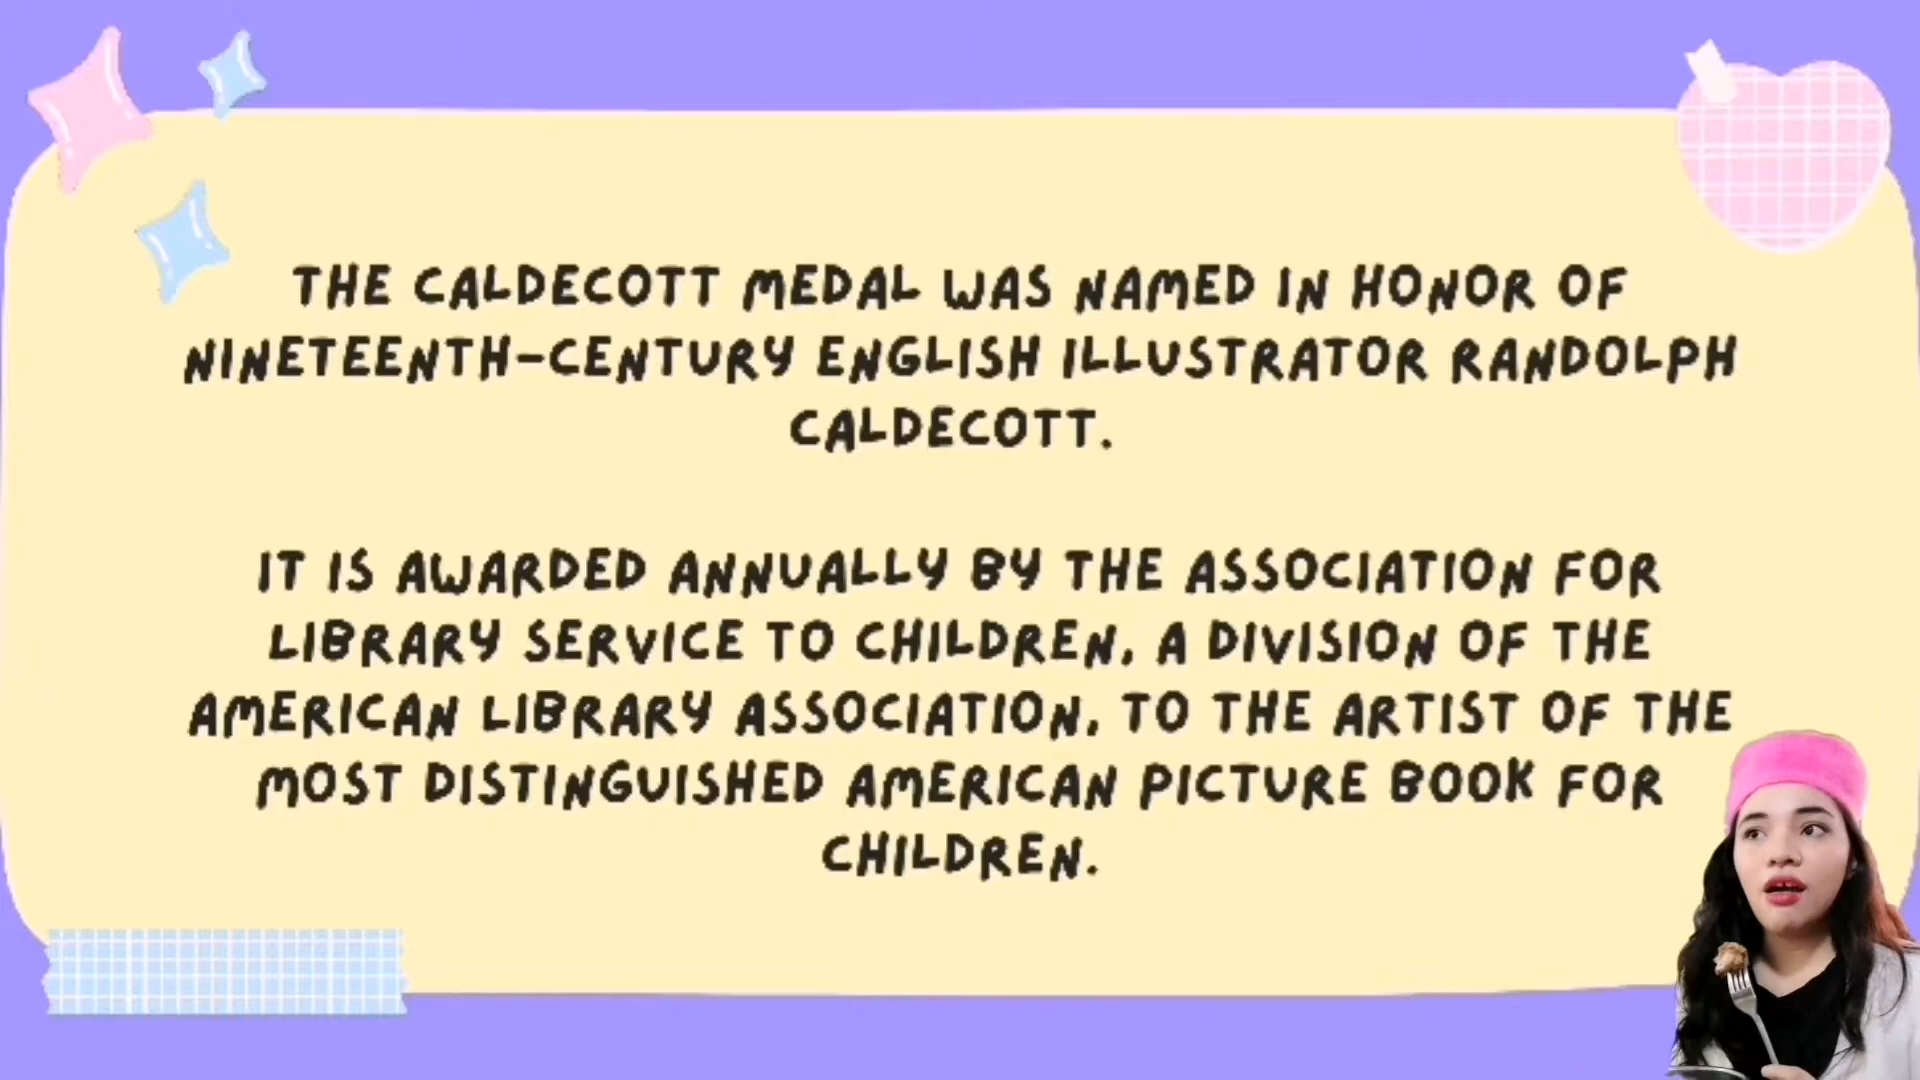 THE CALDECOTT MEDAL WAS NAMED IN HONOR OF
NINETEENTH-CENTURY ENGLISH ILLUSTRATOR RANDOLPH
CALDECOTT.
IT IS AWARDED ANNUALLY BY THE ASSOCIATION FOR
LIBRARY SERVICE TO CHILDREN, A DIVISION OF THE
AMERICAN LIBRARY ASSOCIATION, TO THE ARTIST OF THE
MOST DISTINGUISHED AMERICAN PICTURE BOOK FOR
CHILDREN.